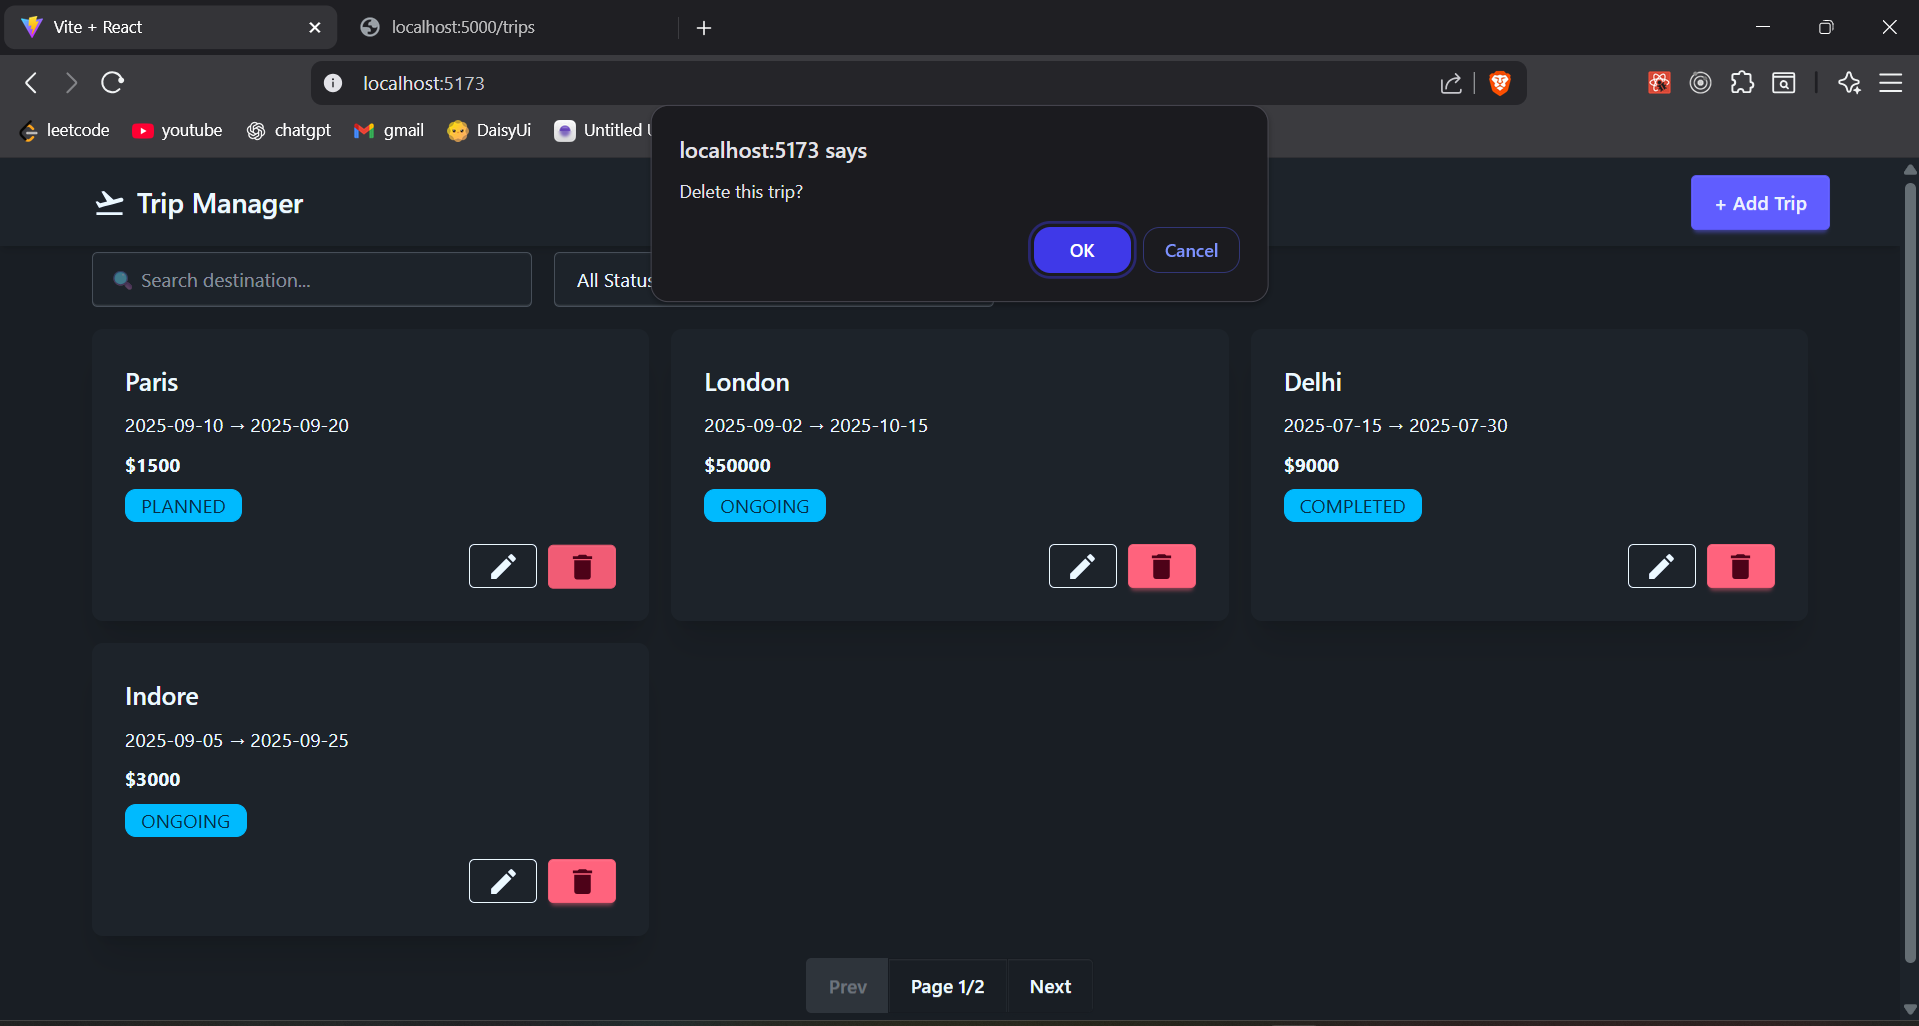 Vite + React
localhost:5000/trips
localhost:5173
leetcode youtube chatgpt gmail DaisyUi Untitled
localhost:5173 says
Delete this trip?
OK Cancel
Trip Manager
+ Add Trip
Search destination...
All Status
Paris
2025-09-10 → 2025-09-20
$1500
PLANNED
London
2025-09-02 → 2025-10-15
$50000
ONGOING
Delhi
2025-07-15 → 2025-07-30
$9000
COMPLETED
Indore
2025-09-05 → 2025-09-25
$3000
ONGOING
Prev Page 1/2 Next